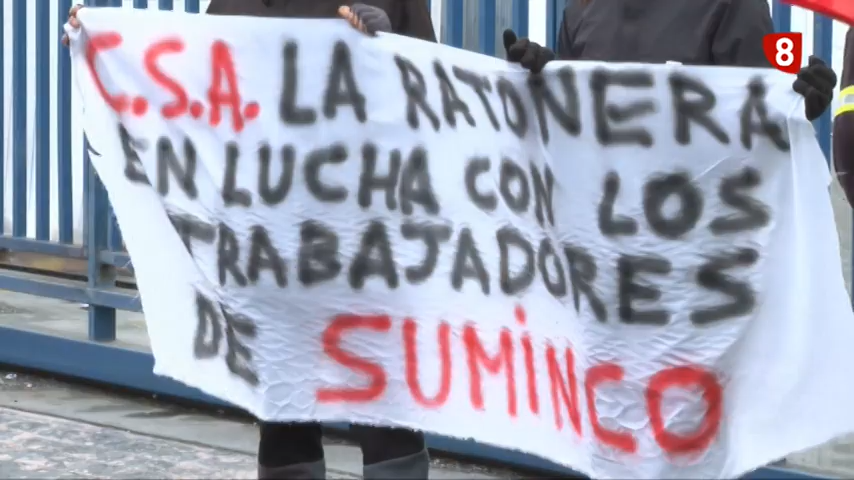 8
C.S.A. LA RATONERA
EN LUCHA CON LOS
TRABAJADORES
DE SUMINCO